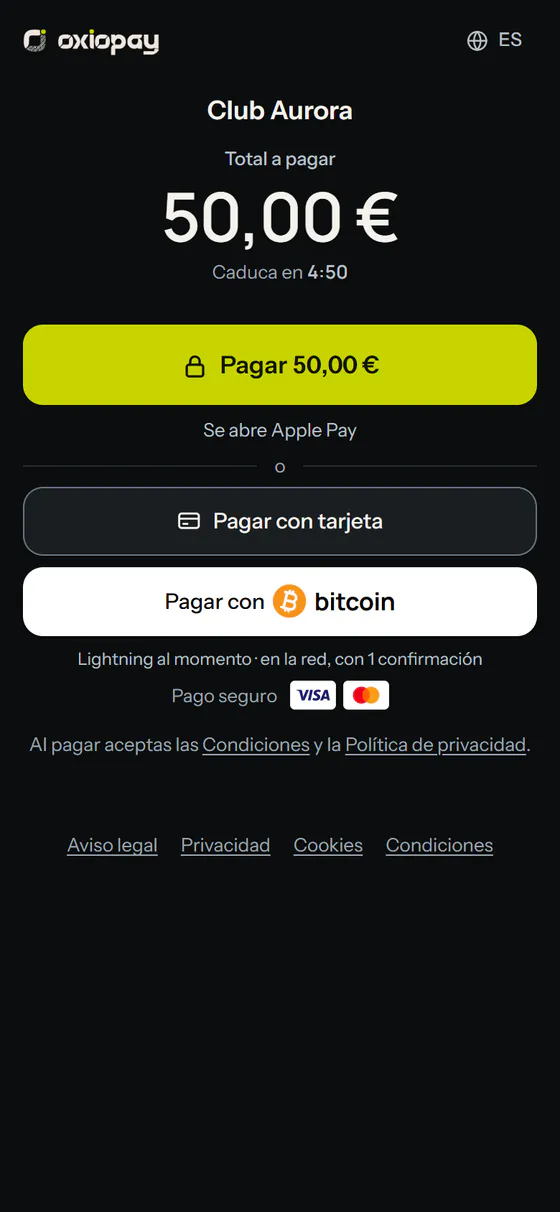 oxiopay
ES
Club Aurora
Total a pagar
50,00 €
Caduca en 4:50
Pagar 50,00 €
Se abre Apple Pay
o
Pagar con tarjeta
Pagar con bitcoin
Lightning al momento · en la red, con 1 confirmación
Pago seguro VISA
Al pagar aceptas las Condiciones y la Política de privacidad.
Aviso legal Privacidad Cookies Condiciones